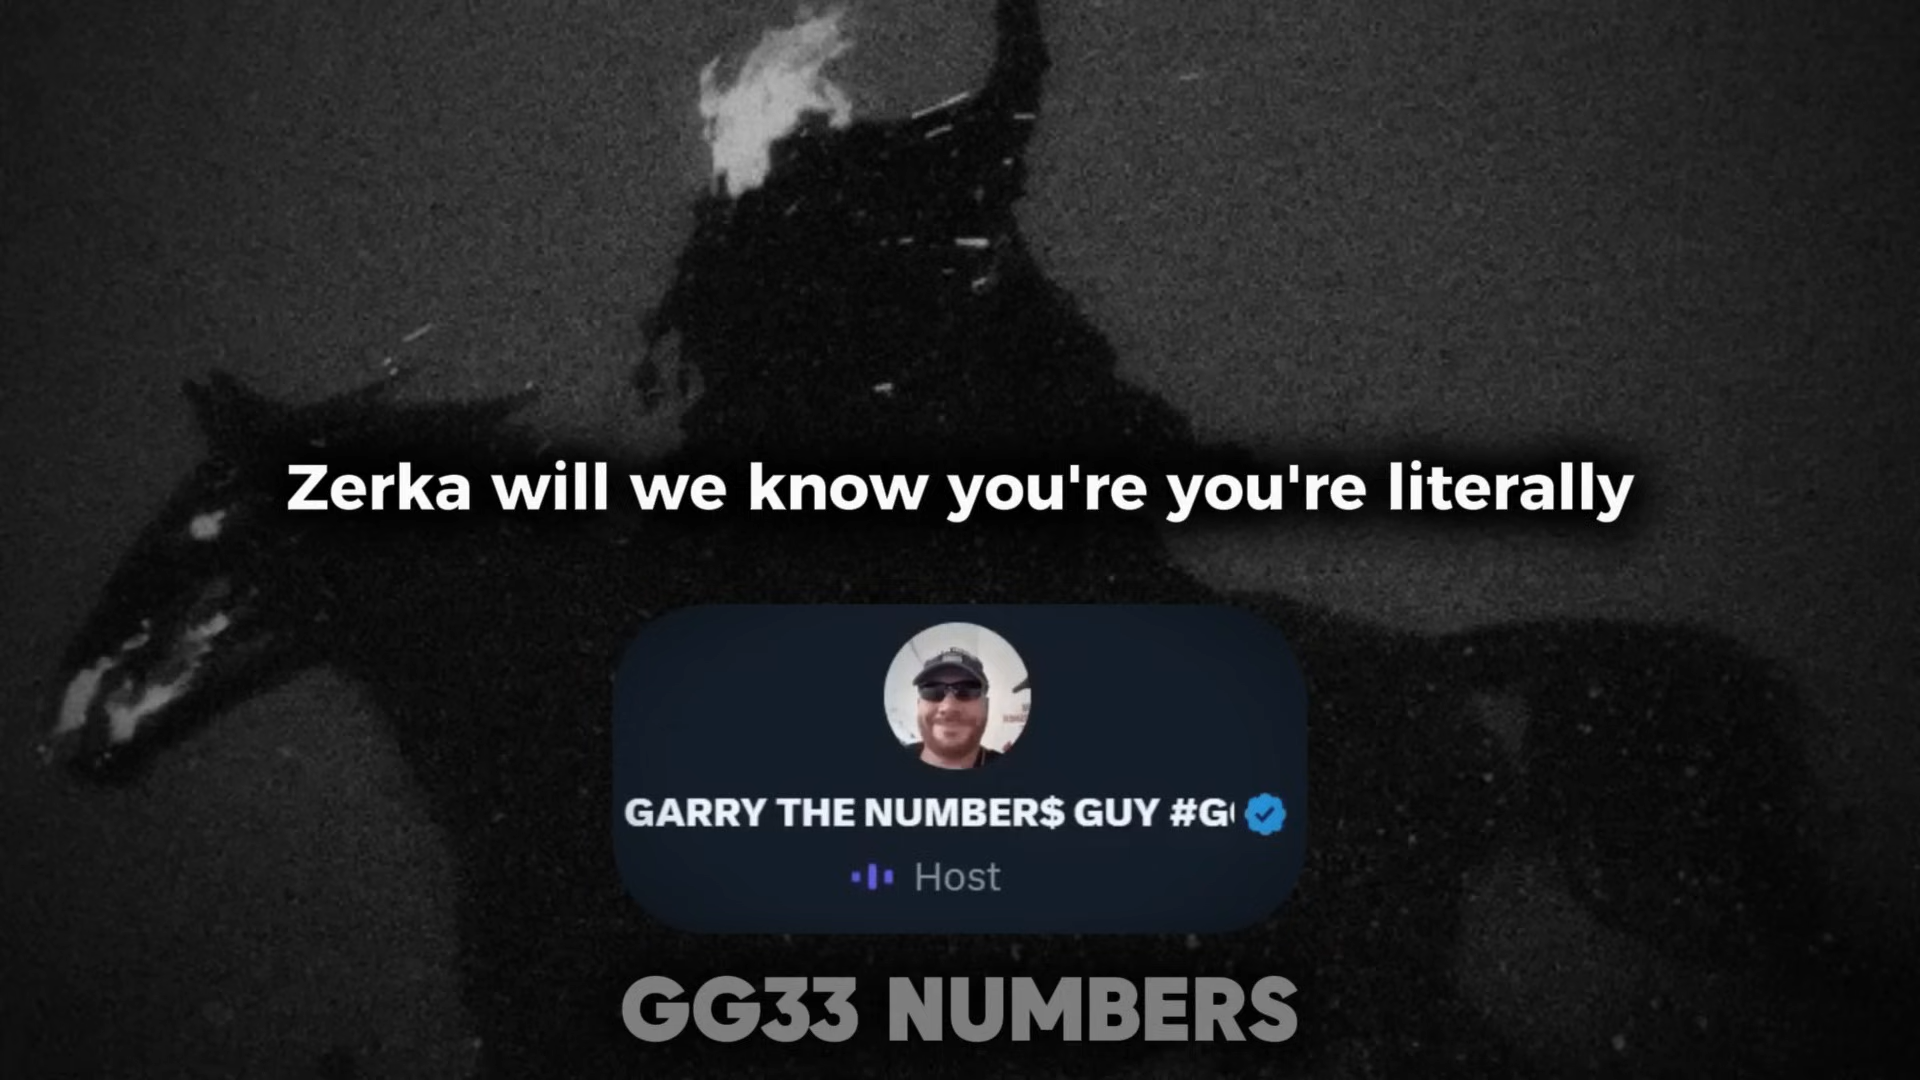 Zerka will we know you're you're literally
GARRY THE NUMBER$ GUY #G
Host
GG33 NUMBERS